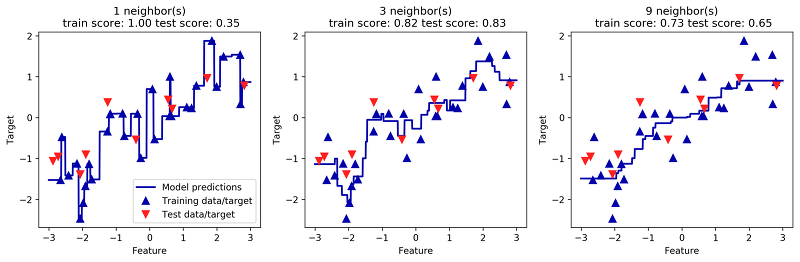 1 neighbor(s)
train score: 1.00 test score: 0.35
2
1
0
−1
−2
Target
−3 −2 −1 0 1 2 3
Feature
Model predictions
Training data/target
Test data/target
3 neighbor(s)
train score: 0.82 test score: 0.83
2
1
0
−1
−2
Target
−3 −2 −1 0 1 2 3
Feature
9 neighbor(s)
train score: 0.73 test score: 0.65
2
1
0
−1
−2
Target
−3 −2 −1 0 1 2 3
Feature